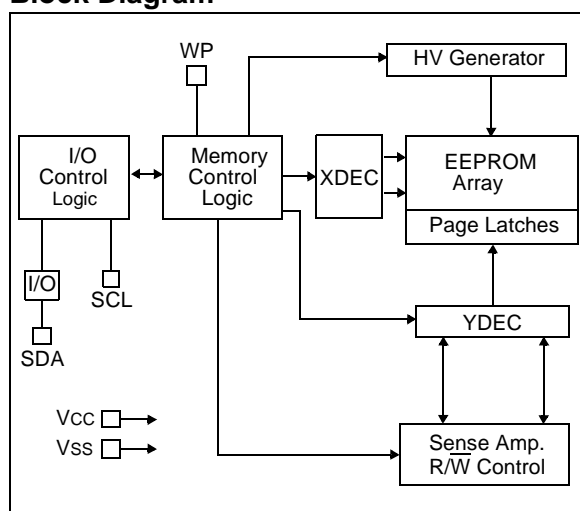 Block Diagram
WP
HV Generator
I/O
Control
Logic
Memory
Control
Logic
XDEC
EEPROM
Array
Page Latches
I/O
SCL
SDA
YDEC
VCC
VSS
Sense Amp.
R/W̅ Control